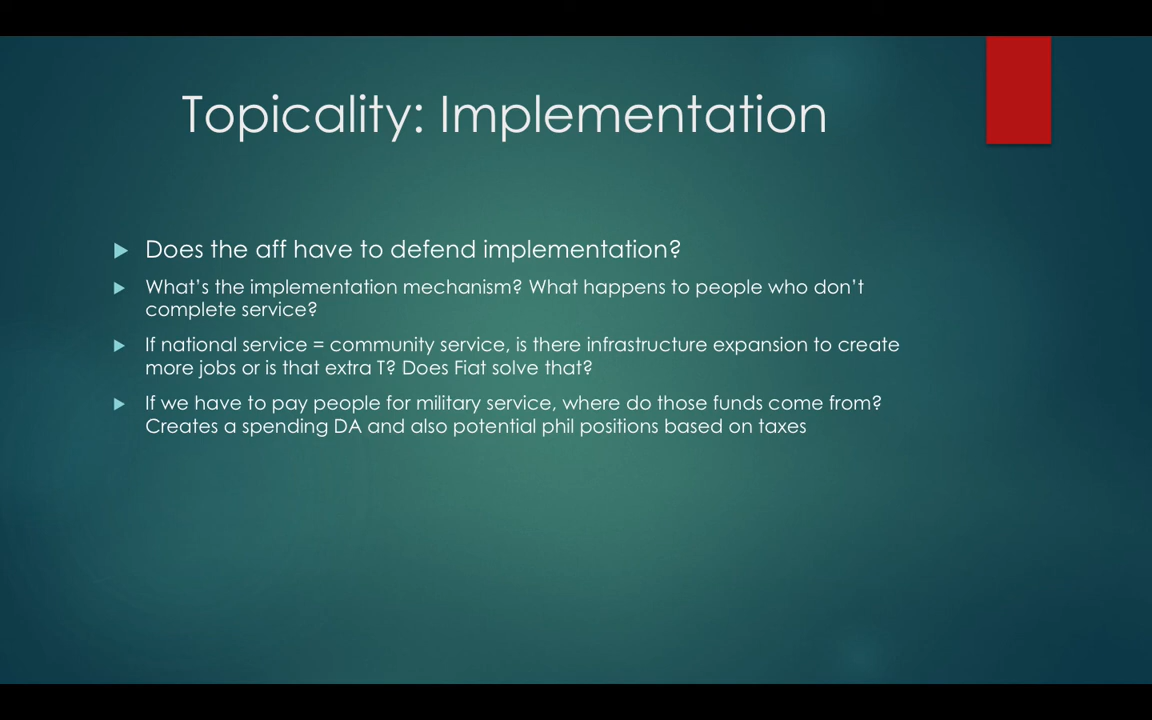 Topicality: Implementation
Does the aff have to defend implementation?
What’s the implementation mechanism? What happens to people who don’t
complete service?
If national service = community service, is there infrastructure expansion to create
more jobs or is that extra T? Does Fiat solve that?
If we have to pay people for military service, where do those funds come from?
Creates a spending DA and also potential phil positions based on taxes